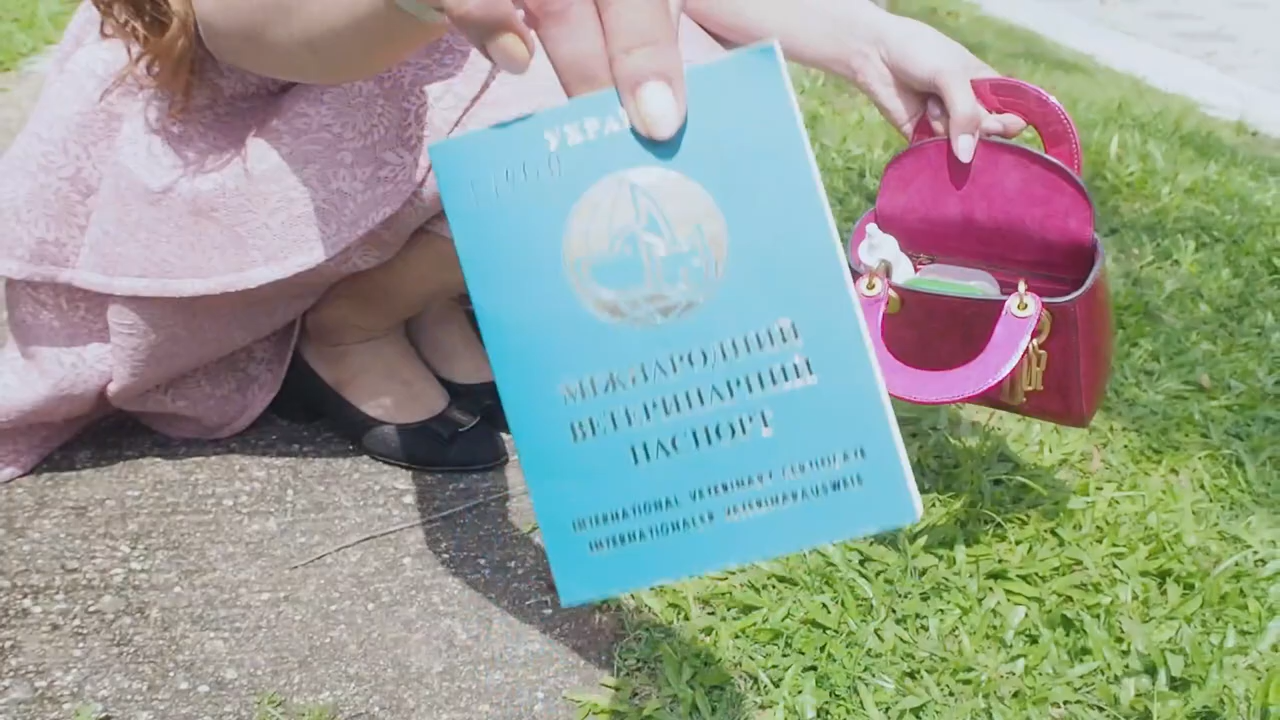 МІЖНАРОДНИЙ
ВЕТЕРИНАРНИЙ
ПАСПОРТ
INTERNATIONAL VETERINARY CERTIFICATE
INTERNATIONALER VETERINARAUSWEIS